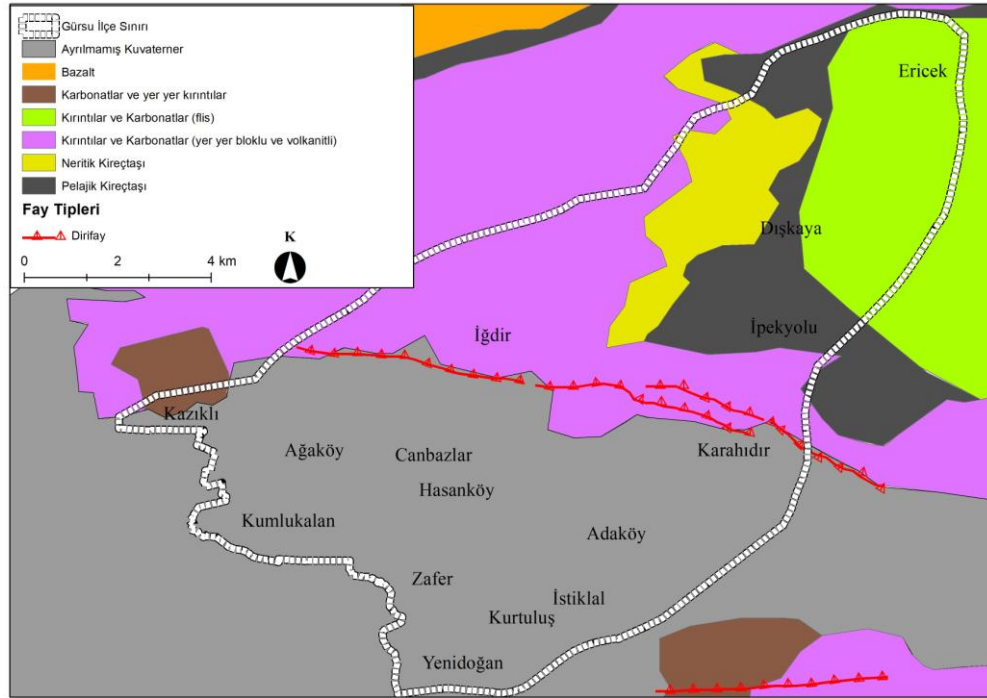 Gürsu İlçe Sınırı
Ayrılmamış Kuvaterner
Bazalt
Karbonatlar ve yer yer kırıntılar
Kırıntılar ve Karbonatlar (flis)
Kırıntılar ve Karbonatlar (yer yer bloklu ve volkanitli)
Neritik Kireçtaşı
Pelajik Kireçtaşı
Fay Tipleri
Dirifay
K
0 2 4 km
Ericek
Dışkaya
İpekyolu
İğdir
Kazıklı
Ağaköy
Canbazlar
Karahıdır
Hasanköy
Kumlukalan
Adaköy
Zafer
İstiklal
Kurtuluş
Yenidoğan